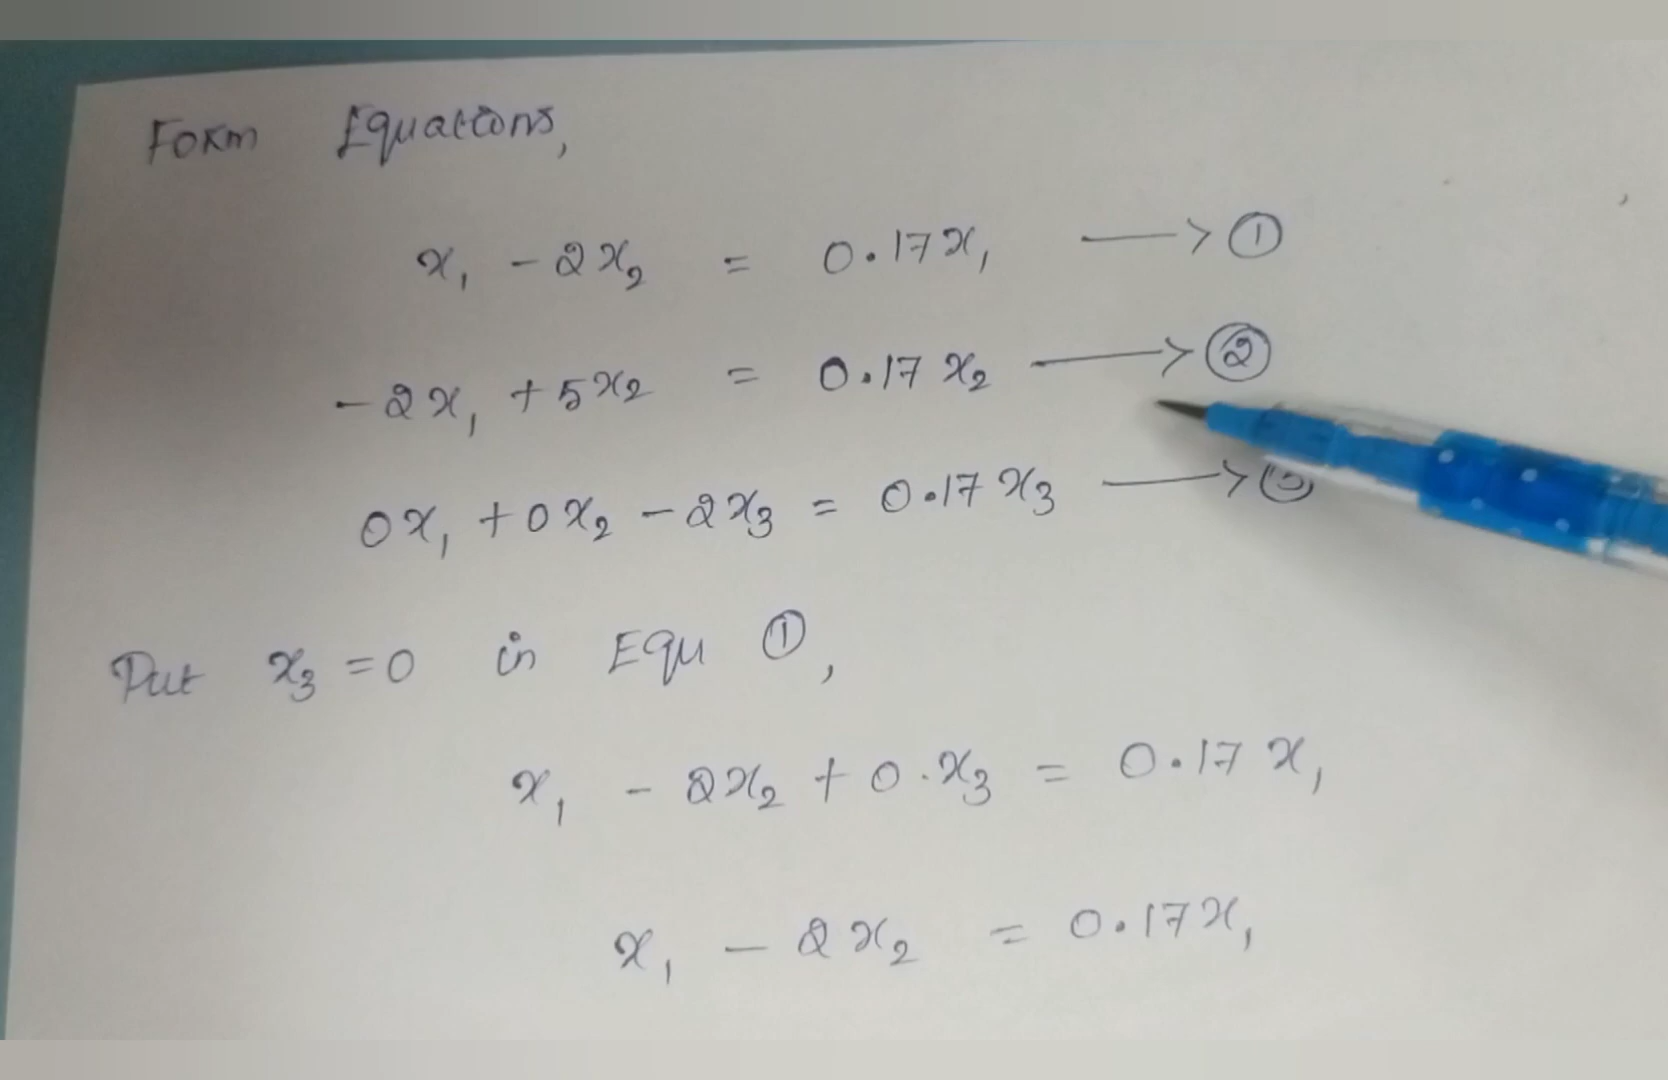 Form Equations,
x₁ - 2x₂ = 0.17x₁ ⟶ ①
-2x₁ + 5x₂ = 0.17x₂ ⟶ ②
0x₁ + 0x₂ - 2x₃ = 0.17x₃ ⟶ ③
Put x₃ = 0 in Equ ①,
x₁ - 2x₂ + 0.x₃ = 0.17x₁
x₁ - 2x₂ = 0.17x₁